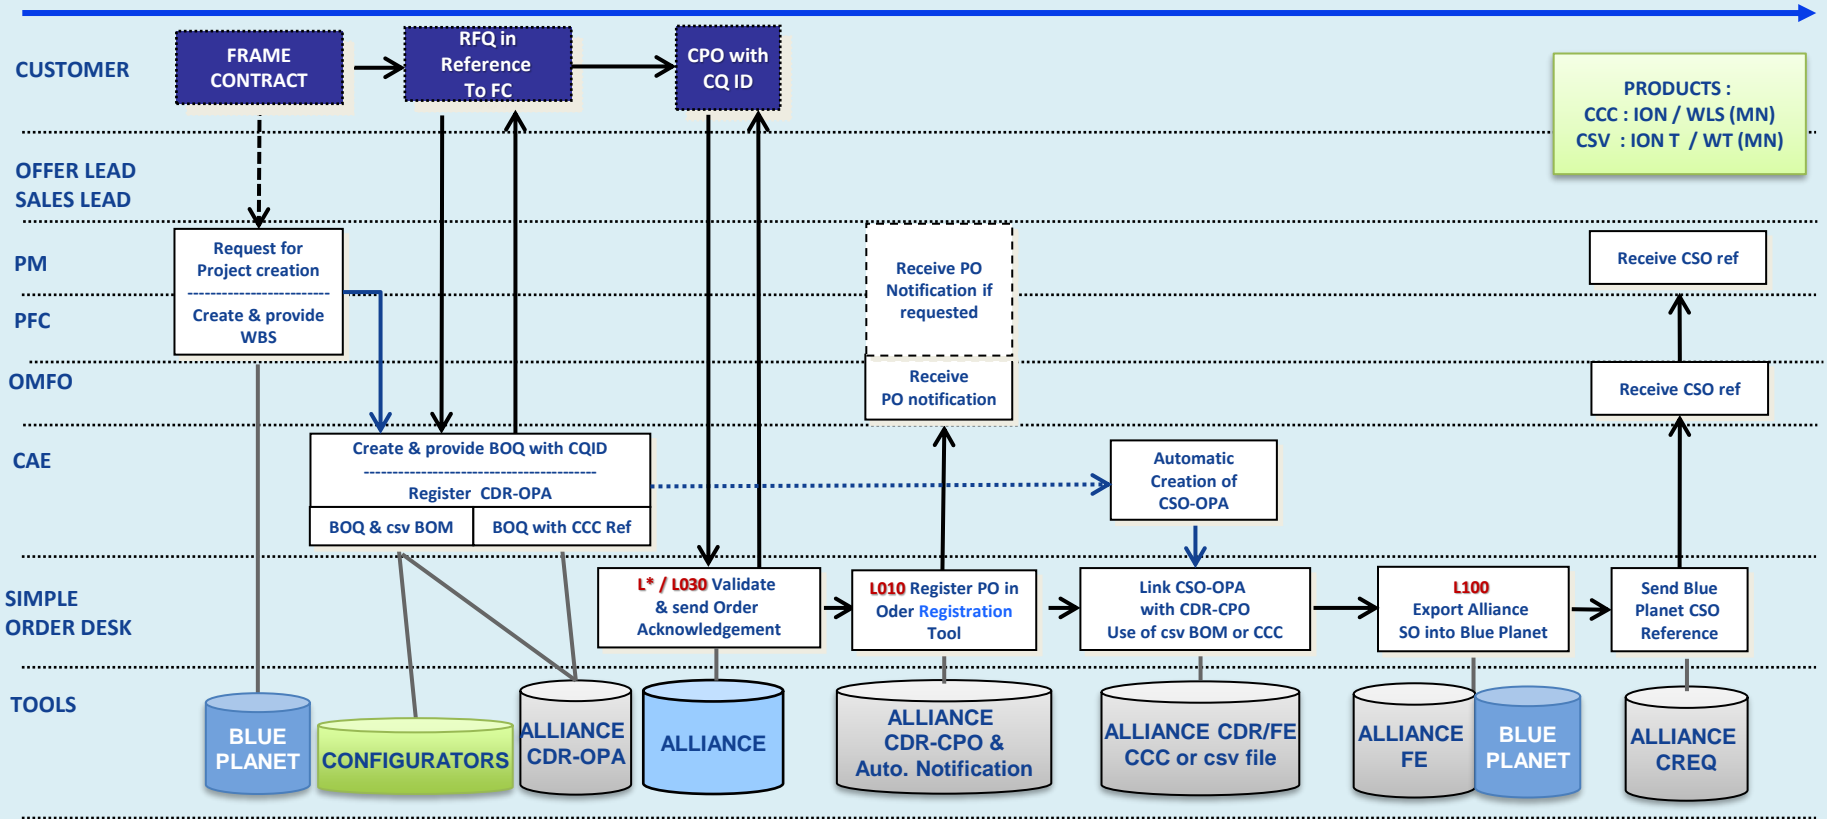 CUSTOMER
FRAME
CONTRACT
RFQ in
Reference
To FC
CPO with
CQ ID
PRODUCTS :
CCC : ION / WLS (MN)
CSV : ION T / WT (MN)
OFFER LEAD
SALES LEAD
PM
Request for
Project creation
-------------------------
Create & provide
WBS
Receive PO
Notification if
requested
Receive CSO ref
PFC
OMFO
Receive
PO notification
Receive CSO ref
CAE
Create & provide BOQ with CQID
-----------------------------------------
Register CDR-OPA
BOQ & csv BOM
BOQ with CCC Ref
Automatic
Creation of
CSO-OPA
SIMPLE
ORDER DESK
L* / L030 Validate
& send Order
Acknowledgement
L010 Register PO in
Oder Registration
Tool
Link CSO-OPA
with CDR-CPO
Use of csv BOM or CCC
L100
Export Alliance
SO into Blue Planet
Send Blue
Planet CSO
Reference
TOOLS
BLUE
PLANET
CONFIGURATORS
ALLIANCE
CDR-OPA
ALLIANCE
ALLIANCE
CDR-CPO &
Auto. Notification
ALLIANCE CDR/FE
CCC or csv file
ALLIANCE
FE
BLUE
PLANET
ALLIANCE
CREQ